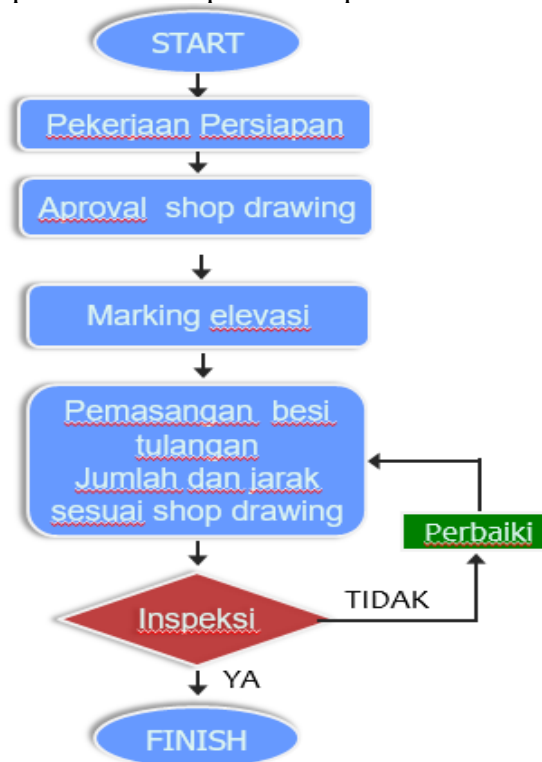 START
Pekerjaan Persiapan
Aproval shop drawing
Marking elevasi
Pemasangan besi
tulangan
Jumlah dan jarak
sesuai shop drawing
Perbaiki
Inspeksi
TIDAK
YA
FINISH